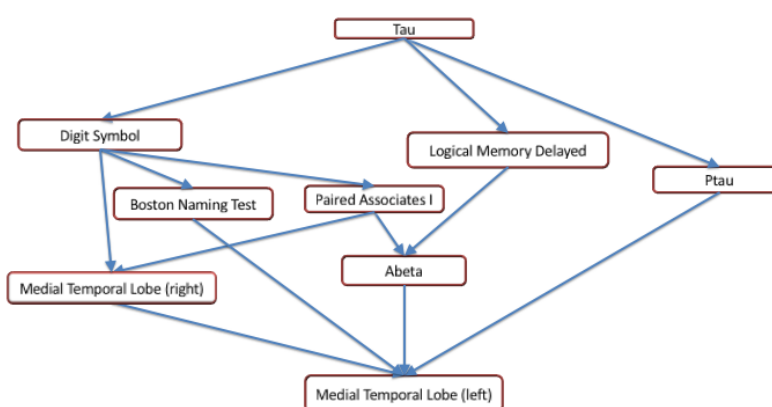 Tau
Digit Symbol
Logical Memory Delayed
Ptau
Boston Naming Test
Paired Associates I
Abeta
Medial Temporal Lobe (right)
Medial Temporal Lobe (left)